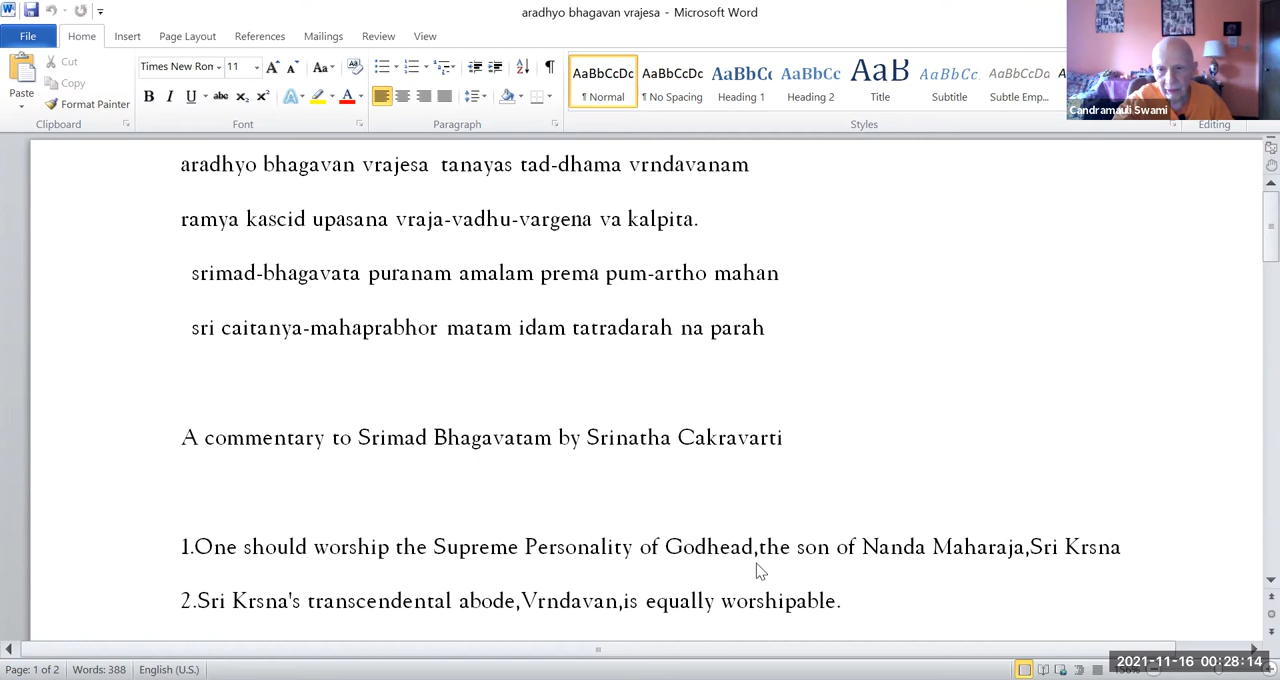 aradhyo bhagavan vrajesa - Microsoft Word
File Home Insert Page Layout References Mailings Review View
Paste
Cut
Copy
Format Painter
Clipboard
Times New Ron 11
Font
Paragraph
AaBbCcDc AaBbCcDc AaBbC AaBbCc AaB AaBbCc. AaBbCcDc
¶ Normal ¶ No Spacing Heading 1 Heading 2 Title Subtitle Subtle Emp...
Styles
Editing
Candramauli Swami
aradhyo bhagavan vrajesa tanayas tad-dhama vrndavanam
ramya kascid upasana vraja-vadhu-vargena va kalpita.
srimad-bhagavata puranam amalam prema pum-artho mahan
sri caitanya-mahaprabhor matam idam tatradarah na parah
A commentary to Srimad Bhagavatam by Srinatha Cakravarti
1.One should worship the Supreme Personality of Godhead,the son of Nanda Maharaja,Sri Krsna
2.Sri Krsna's transcendental abode,Vrndavan,is equally worshipable.
Page: 1 of 2 Words: 388 English (U.S.)
2021-11-16 00:28:14